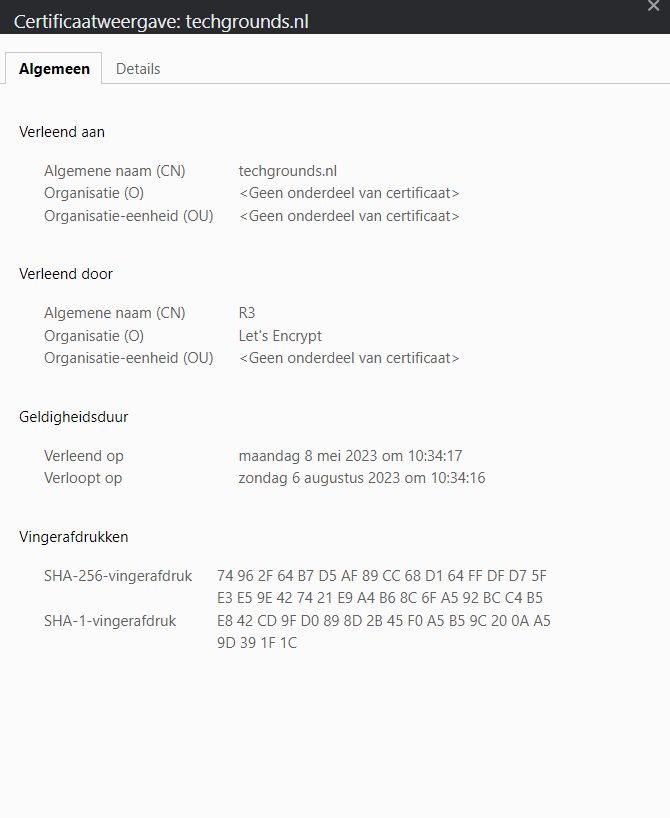 Certificaatweergave: techgrounds.nl
Algemeen Details
Verleend aan
Algemene naam (CN) techgrounds.nl
Organisatie (O) <Geen onderdeel van certificaat>
Organisatie-eenheid (OU) <Geen onderdeel van certificaat>
Verleend door
Algemene naam (CN) R3
Organisatie (O) Let's Encrypt
Organisatie-eenheid (OU) <Geen onderdeel van certificaat>
Geldigheidsduur
Verleend op maandag 8 mei 2023 om 10:34:17
Verloopt op zondag 6 augustus 2023 om 10:34:16
Vingerafdrukken
SHA-256-vingerafdruk 74 96 2F 64 B7 D5 AF 89 CC 68 D1 64 FF DF D7 5F
E3 E5 9E 42 74 21 E9 A4 B6 8C 6F A5 92 BC C4 B5
SHA-1-vingerafdruk E8 42 CD 9F D0 89 8D 2B 45 F0 A5 B5 9C 20 0A A5
9D 39 1F 1C